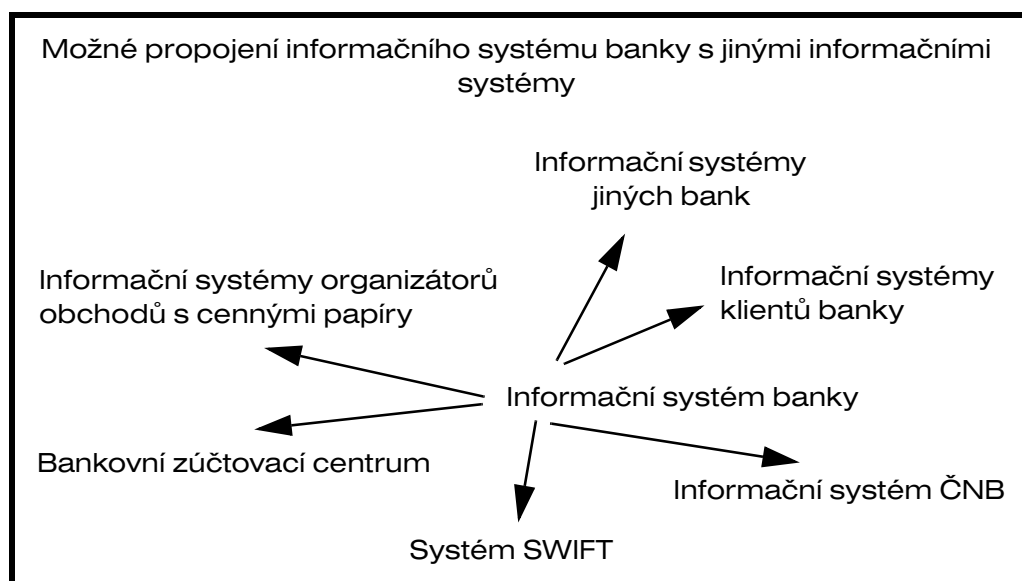 Možné propojení informačního systému banky s jinými informačními
systémy
Informační systémy
jiných bank
Informační systémy organizátorů
obchodů s cennými papíry
Informační systémy
klientů banky
Informační systém banky
Bankovní zúčtovací centrum
Informační systém ČNB
Systém SWIFT